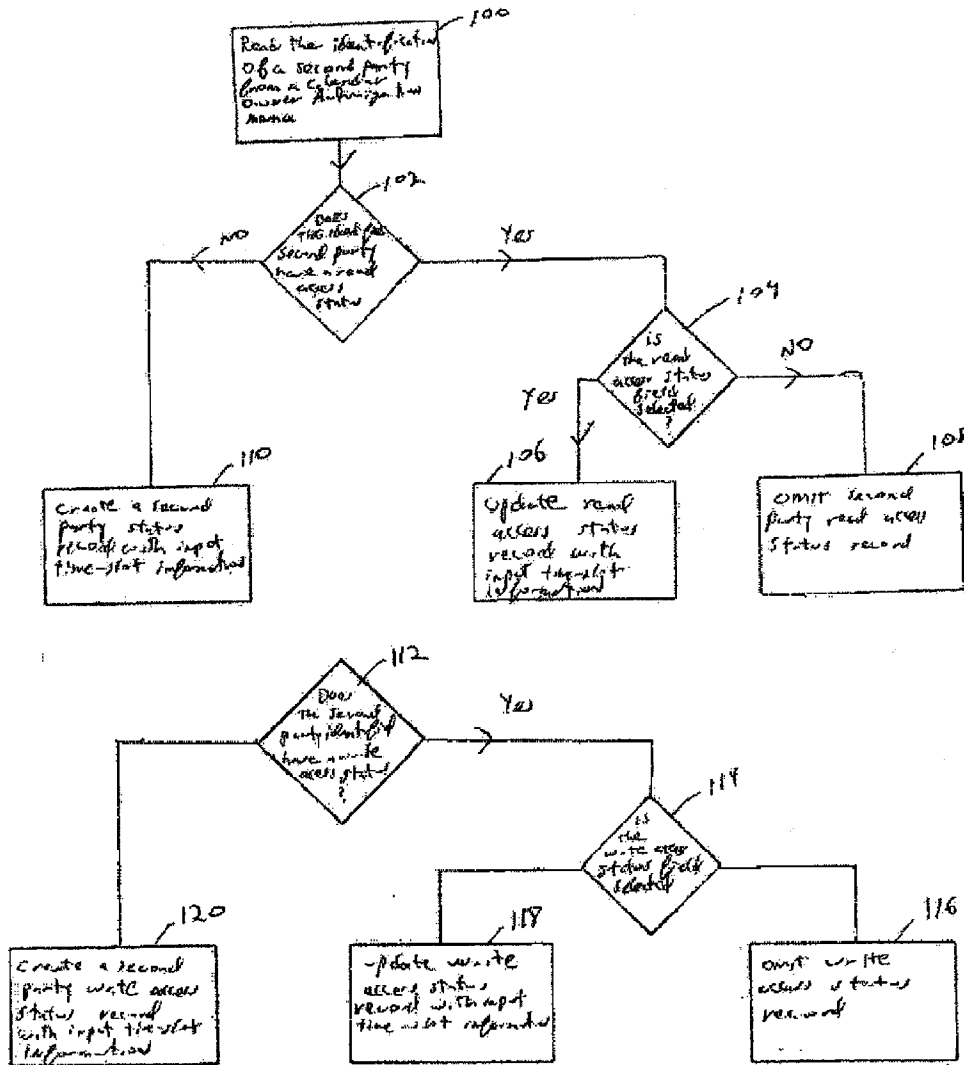 100
Read the identification
of a second party
from a Calendar
owner Authorization
102
Does
second party
have a read
access
status
NO
Yes
104
is
the read
access status
field
selected
?
Yes
NO
110
create a second
party status
record with input
time-slot information
106
update read
access status
record with
input time-slot
information
108
omit second
party read access
status record
112
Does
The second
party identified
have a write
access status
?
Yes
114
is
the
write access
status field
selected
120
Create a second
party write access
status record
with input time-slot
information
118
update write
access status
record with input
time slot information
116
omit write
access status
record